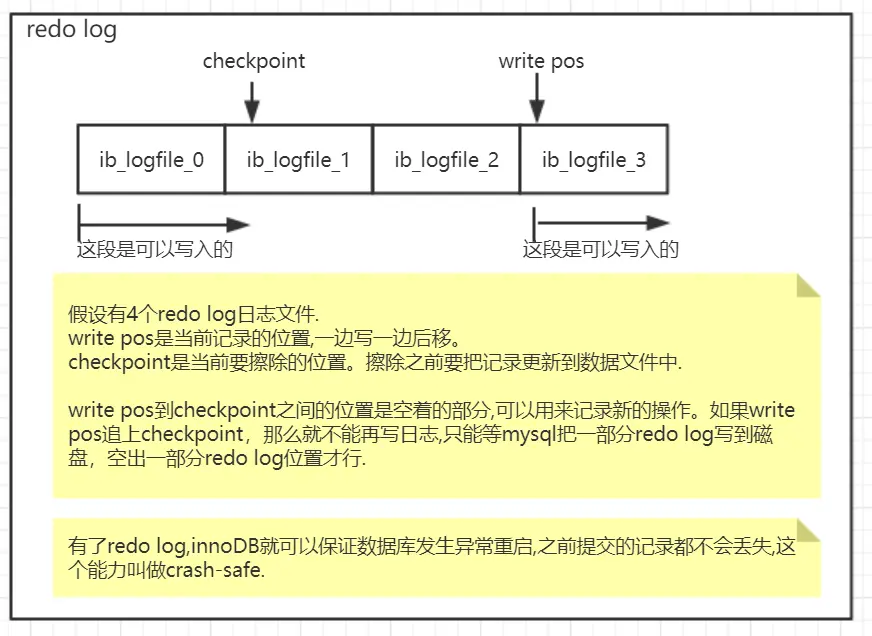 redo log
checkpoint
write pos
ib_logfile_0
ib_logfile_1
ib_logfile_2
ib_logfile_3
这段是可以写入的
这段是可以写入的
假设有4个redo log日志文件.
write pos是当前记录的位置,一边写一边后移。
checkpoint是当前要擦除的位置。擦除之前要把记录更新到数据文件中.
write pos到checkpoint之间的位置是空着的部分,可以用来记录新的操作。如果write
pos追上checkpoint，那么就不能再写日志,只能等mysql把一部分redo log写到磁
盘，空出一部分redo log位置才行.
有了redo log,innoDB就可以保证数据库发生异常重启,之前提交的记录都不会丢失,这
个能力叫做crash-safe.